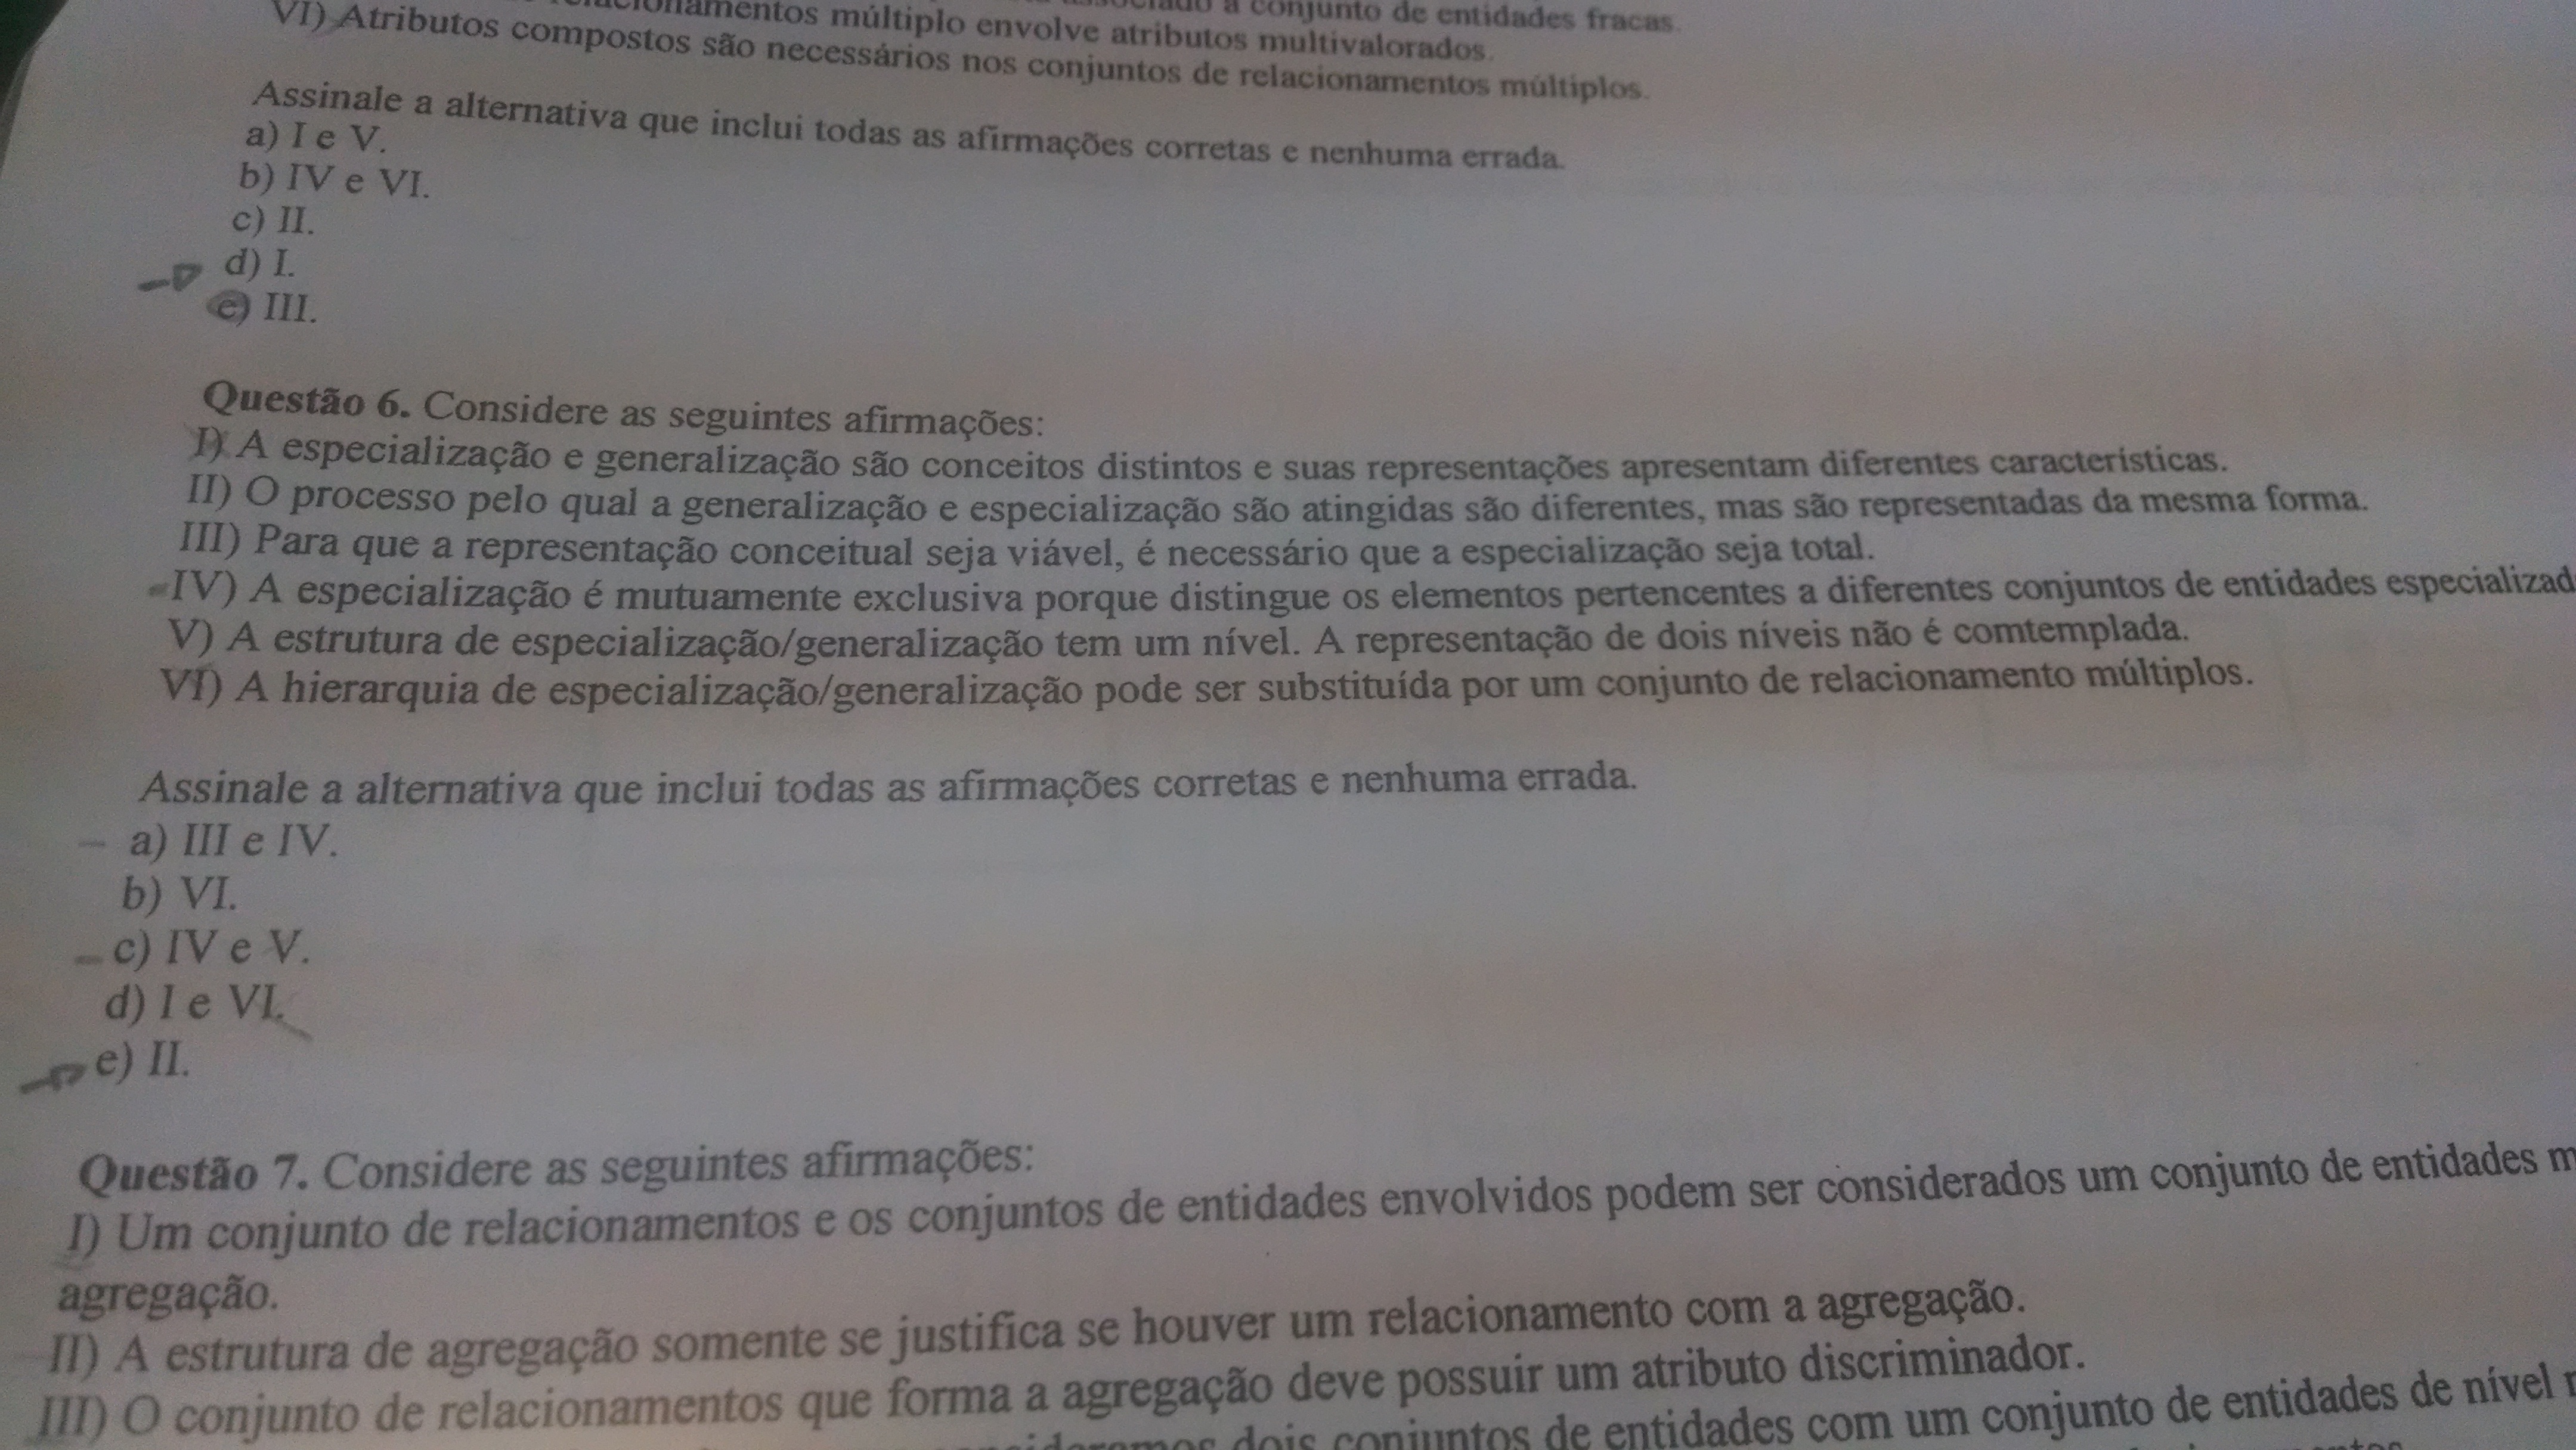 a conjunto de entidades fracas.
múltiplo envolve atributos multivalorados.
VI) Atributos compostos são necessários nos conjuntos de relacionamentos múltiplos.
Assinale a alternativa que inclui todas as afirmações corretas e nenhuma errada.
a) I e V.
b) IV e VI.
c) II.
d) I.
e) III.
Questão 6. Considere as seguintes afirmações:
I) A especialização e generalização são conceitos distintos e suas representações apresentam diferentes características.
II) O processo pelo qual a generalização e especialização são atingidas são diferentes, mas são representadas da mesma forma.
III) Para que a representação conceitual seja viável, é necessário que a especialização seja total.
IV) A especialização é mutuamente exclusiva porque distingue os elementos pertencentes a diferentes conjuntos de entidades especializad
V) A estrutura de especialização/generalização tem um nível. A representação de dois níveis não é comtemplada.
VI) A hierarquia de especialização/generalização pode ser substituída por um conjunto de relacionamento múltiplos.
Assinale a alternativa que inclui todas as afirmações corretas e nenhuma errada.
a) III e IV.
b) VI.
c) IV e V.
d) I e VI.
e) II.
Questão 7. Considere as seguintes afirmações:
I) Um conjunto de relacionamentos e os conjuntos de entidades envolvidos podem ser considerados um conjunto de entidades
agregação.
II) A estrutura de agregação somente se justifica se houver um relacionamento com a agregação.
III) O conjunto de relacionamentos que forma a agregação deve possuir um atributo discriminador.
dois conjuntos de entidades com um conjunto de entidades de nível